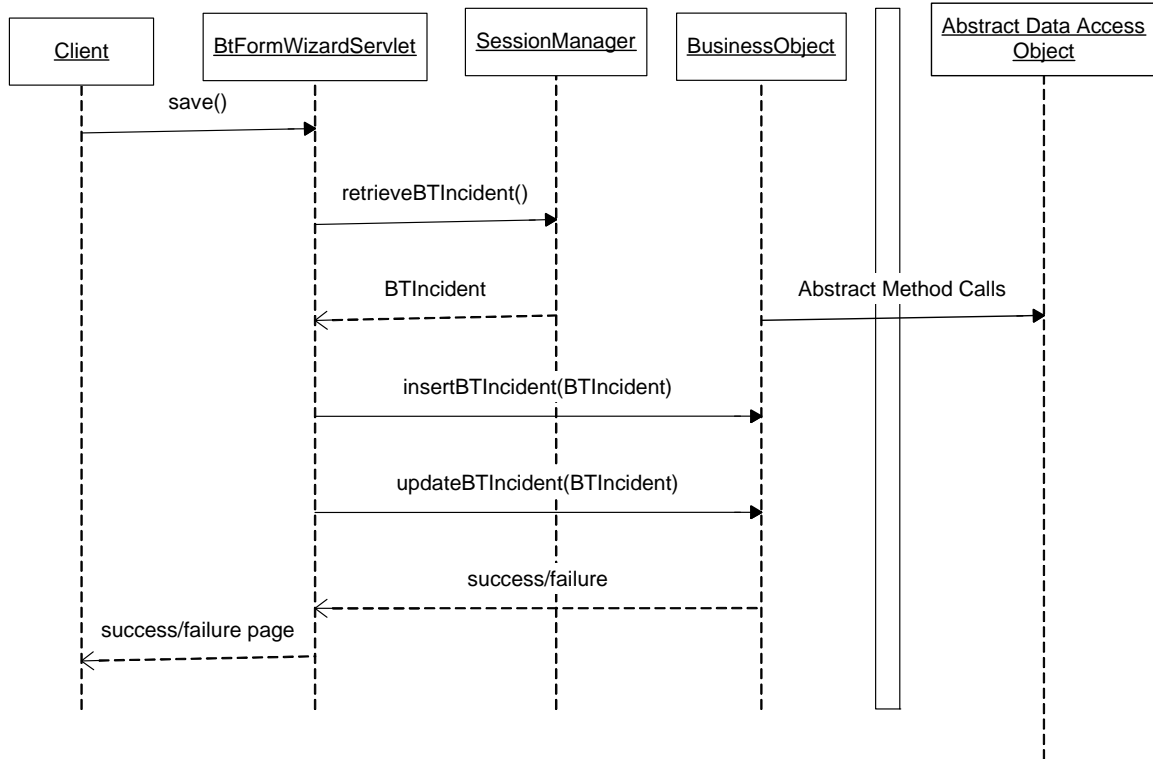 Client
BtFormWizardServlet
SessionManager
BusinessObject
Abstract Data Access
Object
save()
retrieveBTIncident()
BTIncident
Abstract Method Calls
insertBTIncident(BTIncident)
updateBTIncident(BTIncident)
success/failure
success/failure page